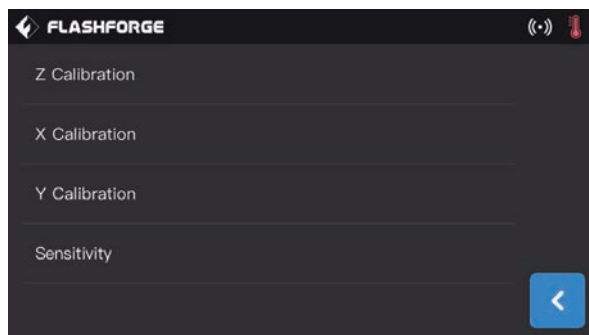 FLASHFORGE
Z Calibration
X Calibration
Y Calibration
Sensitivity